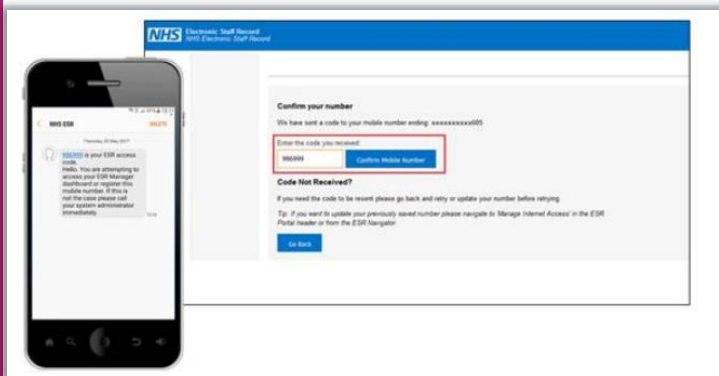 NHS Electronic Staff Record
NHS Electronic Staff Record
Confirm your number
We have sent a code to your mobile number ending: xxxxxxxxxx605
Enter the code you received:
986999 Confirm Mobile Number
Code Not Received?
If you need the code to be resent please go back and retry or update your number before retrying
Tip: If you want to update your previously saved number please navigate to 'Manage Internet Access' in the ESR
Portal header or from the ESR Navigator
Go Back
NHS ESR DELETE
Thursday, 25 May 2017
986999 is your ESR access
code.
Hello. You are attempting to
access your ESR Manager
dashboard or register this
mobile number. If this is
not the case please call
your system administrator
immediately.